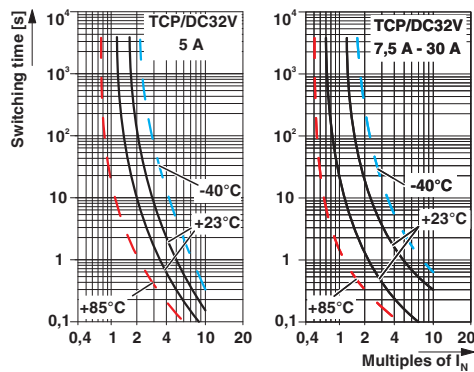 Switching time [s]
TCP/DC32V
5 A
10⁴
10³
10²
10
1
0,1
-40°C
+23°C
+85°C
0,4 1 2 4 10 20
TCP/DC32V
7,5 A - 30 A
10⁴
10³
10²
10
1
0,1
-40°C
+23°C
+85°C
0,4 1 2 4 10 20
Multiples of I_N